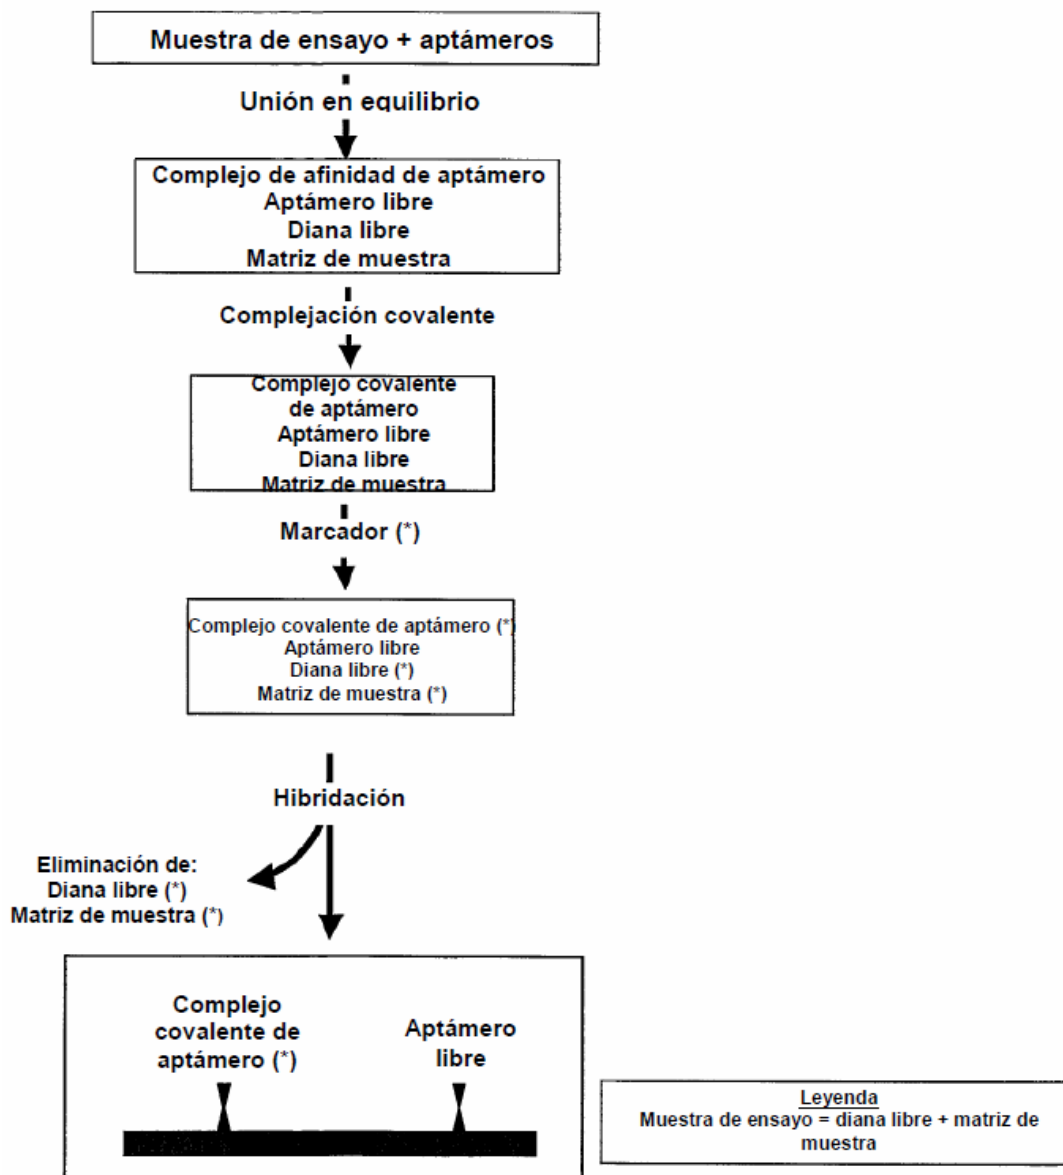 Muestra de ensayo + aptámeros
Unión en equilibrio
Complejo de afinidad de aptámero
Aptámero libre
Diana libre
Matriz de muestra
Complejación covalente
Complejo covalente
de aptámero
Aptámero libre
Diana libre
Matriz de muestra
Marcador (*)
Complejo covalente de aptámero (*)
Aptámero libre
Diana libre (*)
Matriz de muestra (*)
Hibridación
Eliminación de:
Diana libre (*)
Matriz de muestra (*)
Complejo
covalente de
aptámero (*)
Aptámero
libre
Leyenda
Muestra de ensayo = diana libre + matriz de
muestra